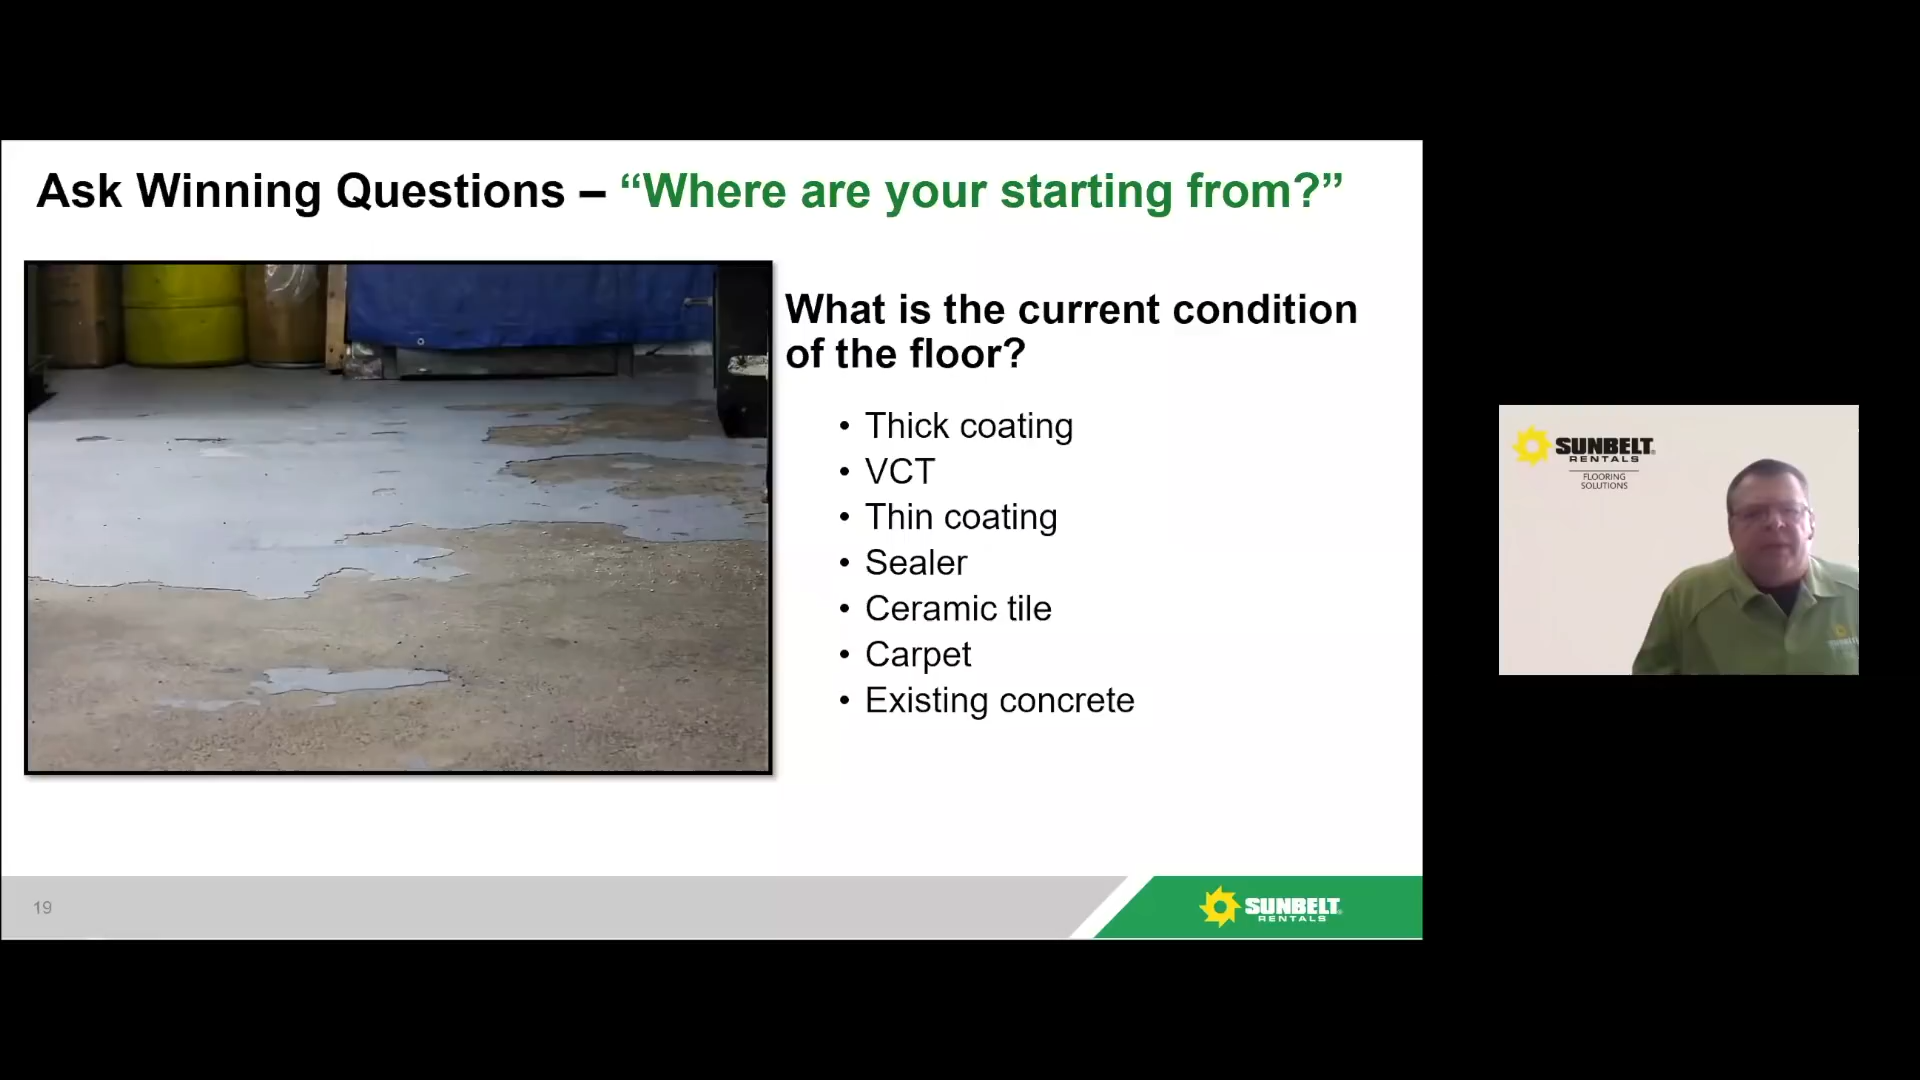 Ask Winning Questions – “Where are your starting from?”
What is the current condition
of the floor?
• Thick coating
• VCT
• Thin coating
• Sealer
• Ceramic tile
• Carpet
• Existing concrete
19
SUNBELT®
RENTALS
SUNBELT®
RENTALS
FLOORING
SOLUTIONS